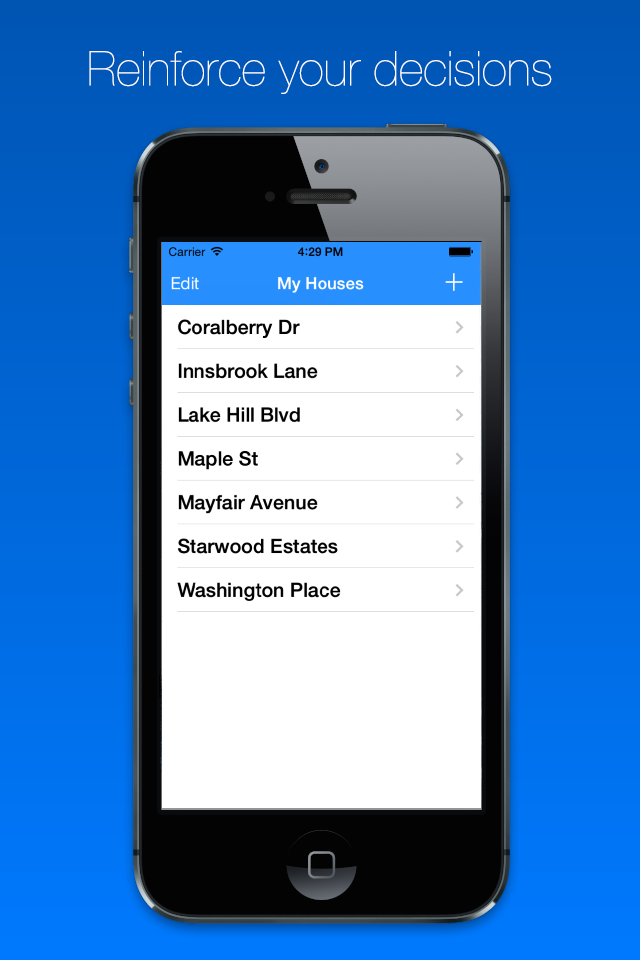 Reinforce your decisions
Carrier 4:29 PM
Edit My Houses +
Coralberry Dr
Innsbrook Lane
Lake Hill Blvd
Maple St
Mayfair Avenue
Starwood Estates
Washington Place